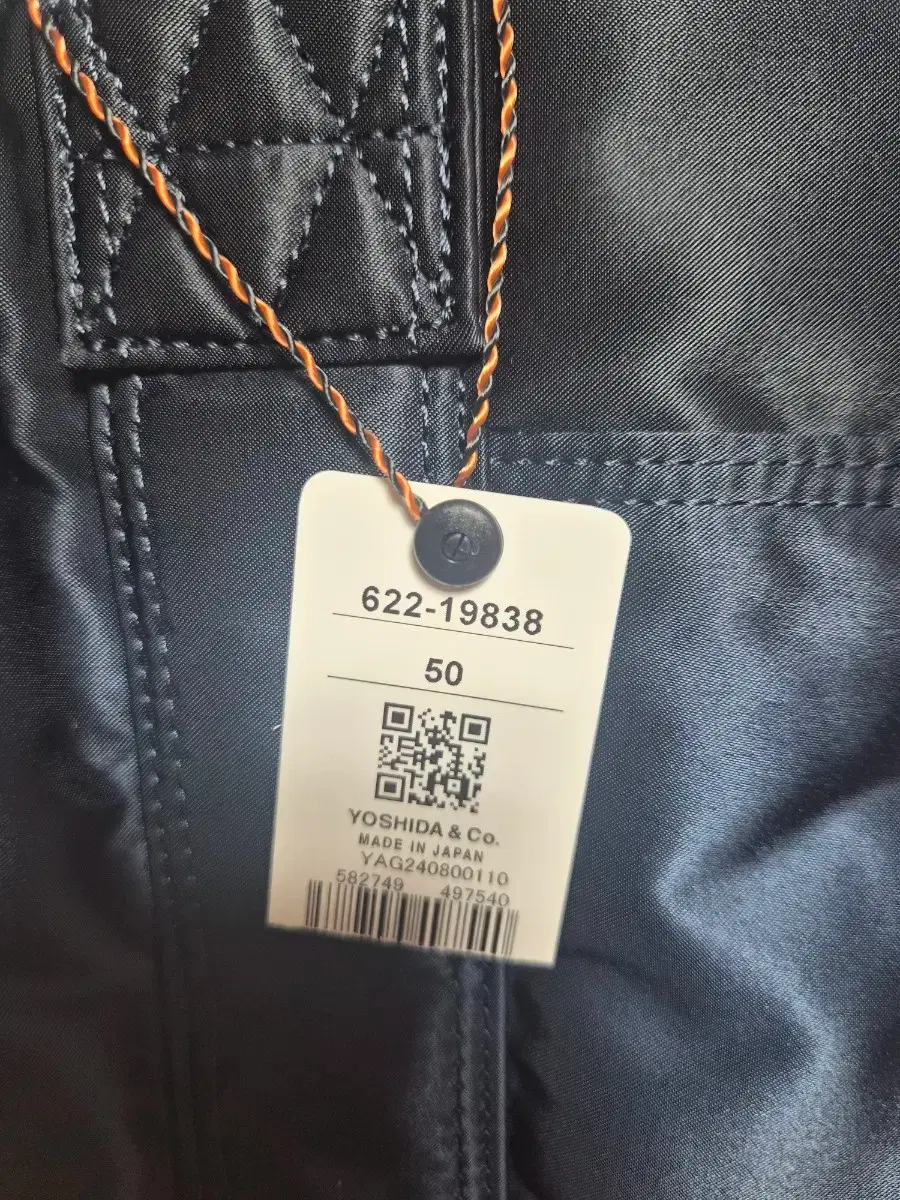 622-19838
50
YOSHIDA & Co.
MADE IN JAPAN
YAG240800110
582749 497540